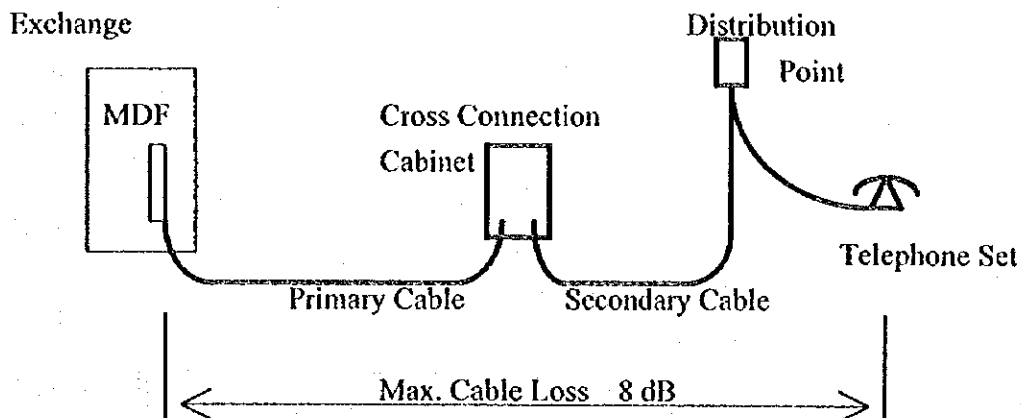 Exchange
Distribution
Point
MDF
Cross Connection
Cabinet
Telephone Set
Primary Cable
Secondary Cable
Max. Cable Loss 8 dB